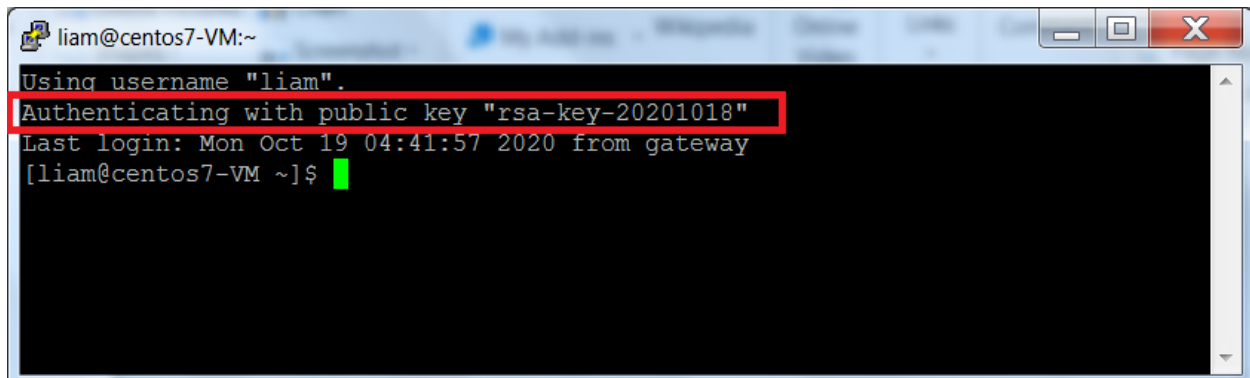 liam@centos7-VM:~
Using username "liam".
Authenticating with public key "rsa-key-20201018"
Last login: Mon Oct 19 04:41:57 2020 from gateway
[liam@centos7-VM ~]$